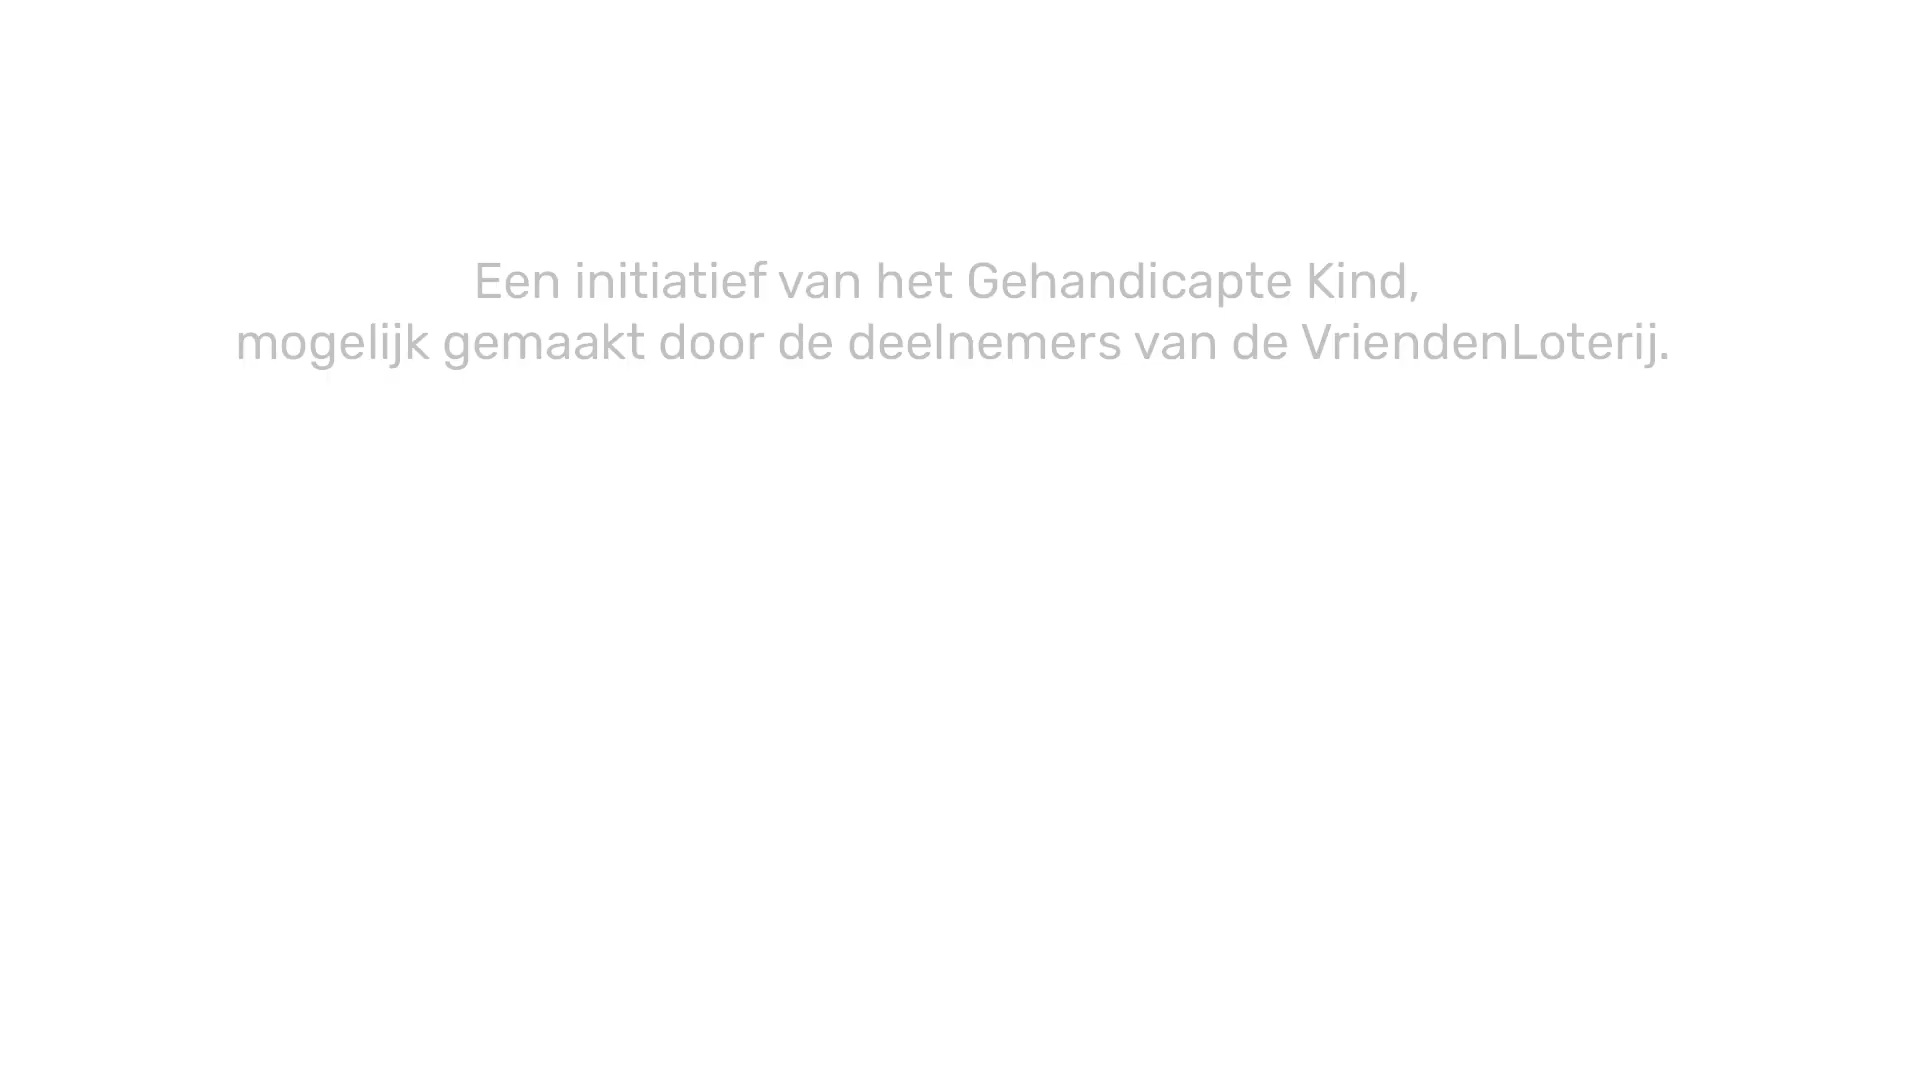 Een initiatief van het Gehandicapte Kind,
mogelijk gemaakt door de deelnemers van de VriendenLoterij.